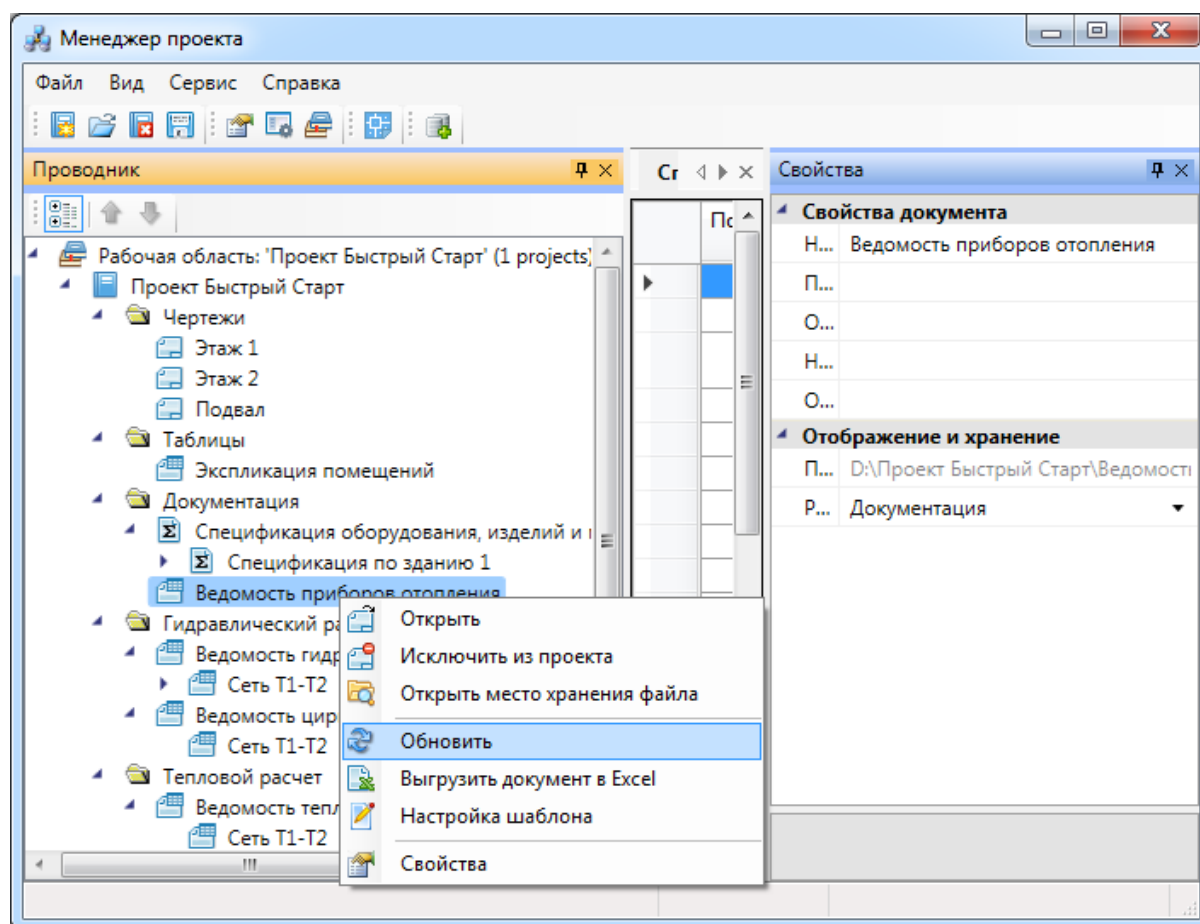 Менеджер проекта
Файл Вид Сервис Справка
Проводник
Рабочая область: 'Проект Быстрый Старт' (1 projects)
Проект Быстрый Старт
Чертежи
Этаж 1
Этаж 2
Подвал
Таблицы
Экспликация помещений
Документация
Спецификация оборудования, изделий и
Спецификация по зданию 1
Ведомость приборов отопления
Гидравлический ра
Ведомость гидр
Сеть Т1-Т2
Ведомость цир
Сеть Т1-Т2
Тепловой расчет
Ведомость тепл
Сеть Т1-Т2
Открыть
Исключить из проекта
Открыть место хранения файла
Обновить
Выгрузить документ в Excel
Настройка шаблона
Свойства
Сп
По
Свойства
Свойства документа
Н... Ведомость приборов отопления
П...
О...
Н...
О...
Отображение и хранение
П... D:\Проект Быстрый Старт\Ведомость
Р... Документация